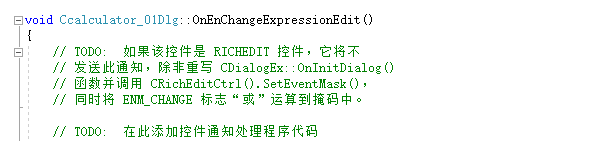 void Ccalculator_01Dlg::OnEnChangeExpressionEdit()
{
// TODO:  如果该控件是 RICHEDIT 控件，它将不
// 发送此通知，除非重写 CDialogEx::OnInitDialog()
// 函数并调用 CRichEditCtrl().SetEventMask()，
// 同时将 ENM_CHANGE 标志“或”运算到掩码中。
// TODO:  在此添加控件通知处理程序代码